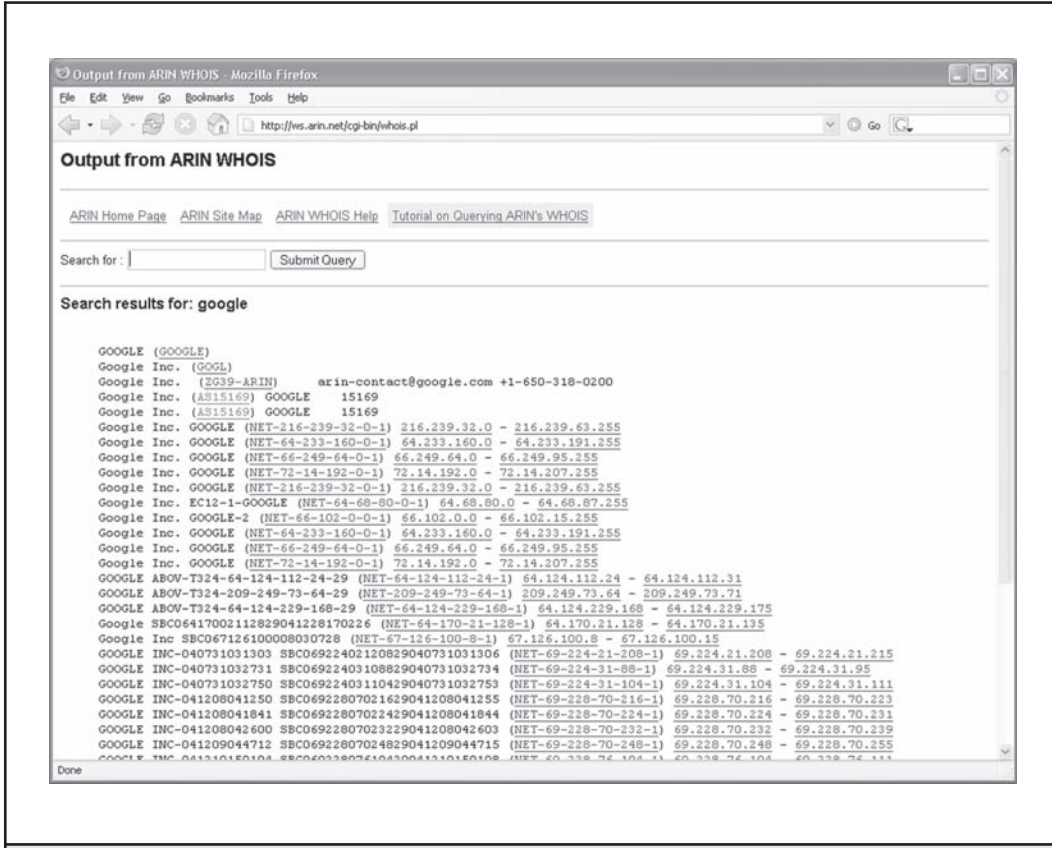 Output from ARIN WHOIS - Mozilla Firefox
File Edit View Go Bookmarks Tools Help
http://ws.arin.net/cgi-bin/whois.pl Go
Output from ARIN WHOIS
ARIN Home Page ARIN Site Map ARIN WHOIS Help Tutorial on Querying ARIN's WHOIS
Search for : Submit Query
Search results for: google
GOOGLE (GOOGLE)
Google Inc. (GOGL)
Google Inc. (ZG39-ARIN) arin-contact@google.com +1-650-318-0200
Google Inc. (AS15169) GOOGLE 15169
Google Inc. (AS15169) GOOGLE 15169
Google Inc. GOOGLE (NET-216-239-32-0-1) 216.239.32.0 - 216.239.63.255
Google Inc. GOOGLE (NET-64-233-160-0-1) 64.233.160.0 - 64.233.191.255
Google Inc. GOOGLE (NET-66-249-64-0-1) 66.249.64.0 - 66.249.95.255
Google Inc. GOOGLE (NET-72-14-192-0-1) 72.14.192.0 - 72.14.207.255
Google Inc. GOOGLE (NET-216-239-32-0-1) 216.239.32.0 - 216.239.63.255
Google Inc. EC12-1-GOOGLE (NET-64-68-80-0-1) 64.68.80.0 - 64.68.87.255
Google Inc. GOOGLE-2 (NET-66-102-0-0-1) 66.102.0.0 - 66.102.15.255
Google Inc. GOOGLE (NET-64-233-160-0-1) 64.233.160.0 - 64.233.191.255
Google Inc. GOOGLE (NET-66-249-64-0-1) 66.249.64.0 - 66.249.95.255
Google Inc. GOOGLE (NET-72-14-192-0-1) 72.14.192.0 - 72.14.207.255
GOOGLE ABOV-T324-64-124-112-24-29 (NET-64-124-112-24-1) 64.124.112.24 - 64.124.112.31
GOOGLE ABOV-T324-209-249-73-64-29 (NET-209-249-73-64-1) 209.249.73.64 - 209.249.73.71
GOOGLE ABOV-T324-64-124-229-168-29 (NET-64-124-229-168-1) 64.124.229.168 - 64.124.229.175
Google SBC064170021128290412281​70226 (NET-64-170-21-128-1) 64.170.21.128 - 64.170.21.135
Google Inc SBC067126100008030728 (NET-67-126-100-8-1) 67.126.100.8 - 67.126.100.15
GOOGLE INC-040731031303 SBC06922402120829040731031306 (NET-69-224-21-208-1) 69.224.21.208 - 69.224.21.215
GOOGLE INC-040731032731 SBC06922403108829040731032734 (NET-69-224-31-88-1) 69.224.31.88 - 69.224.31.95
GOOGLE INC-040731032750 SBC06922403110429040731032753 (NET-69-224-31-104-1) 69.224.31.104 - 69.224.31.111
GOOGLE INC-041208041250 SBC06922807021629041208041255 (NET-69-228-70-216-1) 69.228.70.216 - 69.228.70.223
GOOGLE INC-041208041841 SBC06922807022429041208041844 (NET-69-228-70-224-1) 69.228.70.224 - 69.228.70.231
GOOGLE INC-041208042600 SBC06922807023229041208042603 (NET-69-228-70-232-1) 69.228.70.232 - 69.228.70.239
GOOGLE INC-041209044712 SBC06922807024829041209044715 (NET-69-228-70-248-1) 69.228.70.248 - 69.228.70.255
Done